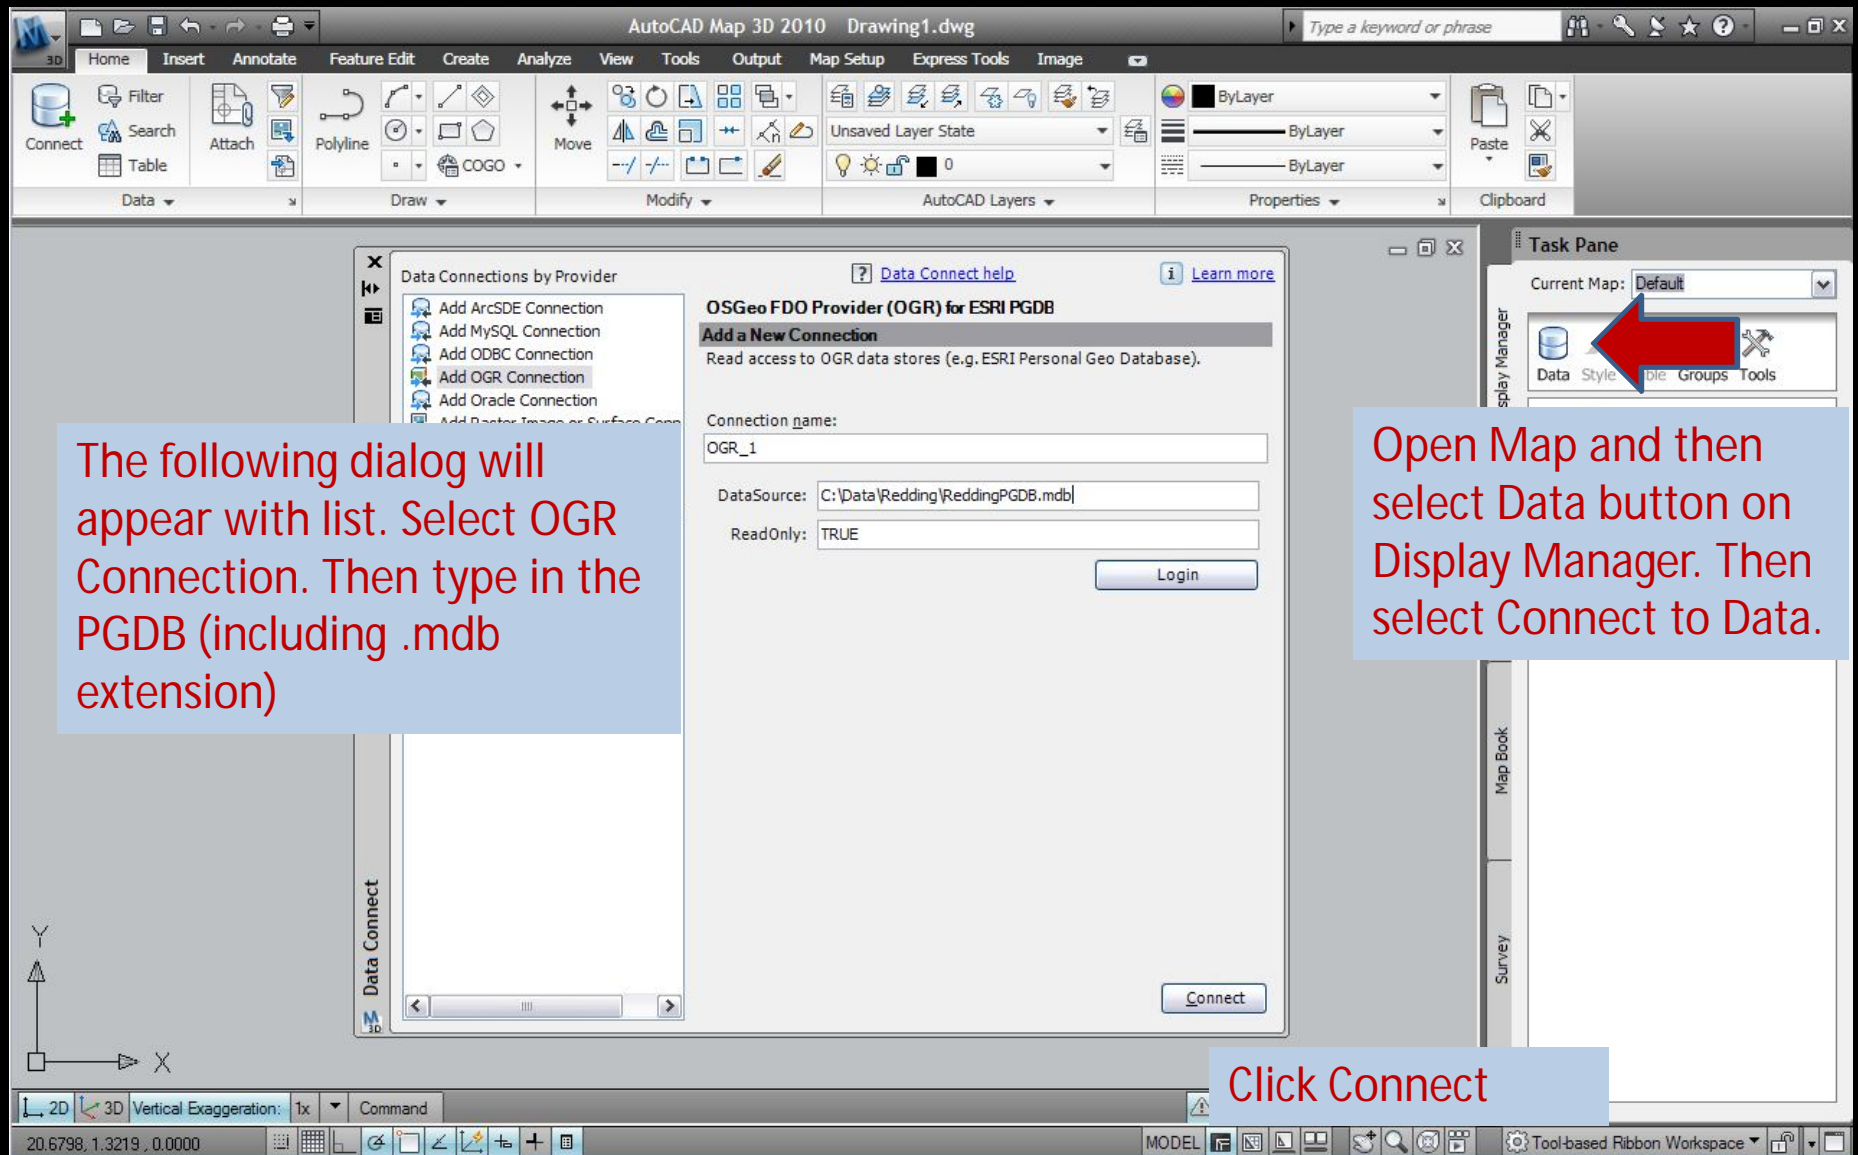 AutoCAD Map 3D 2010 Drawing1.dwg
Type a keyword or phrase
3D
Home Insert Annotate Feature Edit Create Analyze View Tools Output Map Setup Express Tools Image
Connect
Filter
Search
Table
Attach
Polyline
COGO
Move
Unsaved Layer State
0
ByLayer
ByLayer
ByLayer
Paste
Data
Draw
Modify
AutoCAD Layers
Properties
Clipboard
Data Connections by Provider
Add ArcSDE Connection
Add MySQL Connection
Add ODBC Connection
Add OGR Connection
Add Oracle Connection
Add Raster Image or Surface Conn
Data Connect help
Learn more
OSGeo FDO Provider (OGR) for ESRI PGDB
Add a New Connection
Read access to OGR data stores (e.g. ESRI Personal Geo Database).
Connection name:
OGR_1
DataSource: C:\Data\Redding\ReddingPGDB.mdb
ReadOnly: TRUE
Login
Connect
Data Connect
The following dialog will
appear with list. Select OGR
Connection. Then type in the
PGDB (including .mdb
extension)
Task Pane
Current Map: Default
Data Style Groups Tools
Open Map and then
select Data button on
Display Manager. Then
select Connect to Data.
Map Book
Survey
Click Connect
Y
X
2D 3D Vertical Exaggeration: 1x Command
20.6798, 1.3219, 0.0000
MODEL
Tool-based Ribbon Workspace